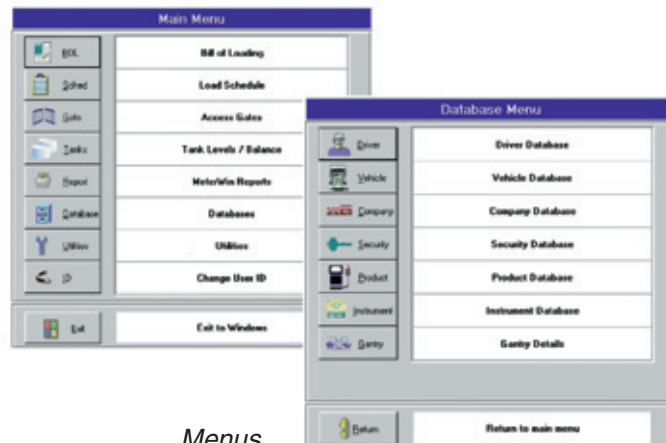 Main Menu
BOL Bill of Loading
Sched Load Schedule
Gate Access Gates
Tanks Tank Levels / Balance
Report MeterWin Reports
Database Databases
Utilities Utilities
ID Change User ID
Exit Exit to Windows
Database Menu
Driver Driver Database
Vehicle Vehicle Database
Company Company Database
Security Security Database
Product Product Database
Instrument Instrument Database
Gantry Gantry Details
Return Return to main menu
Menus